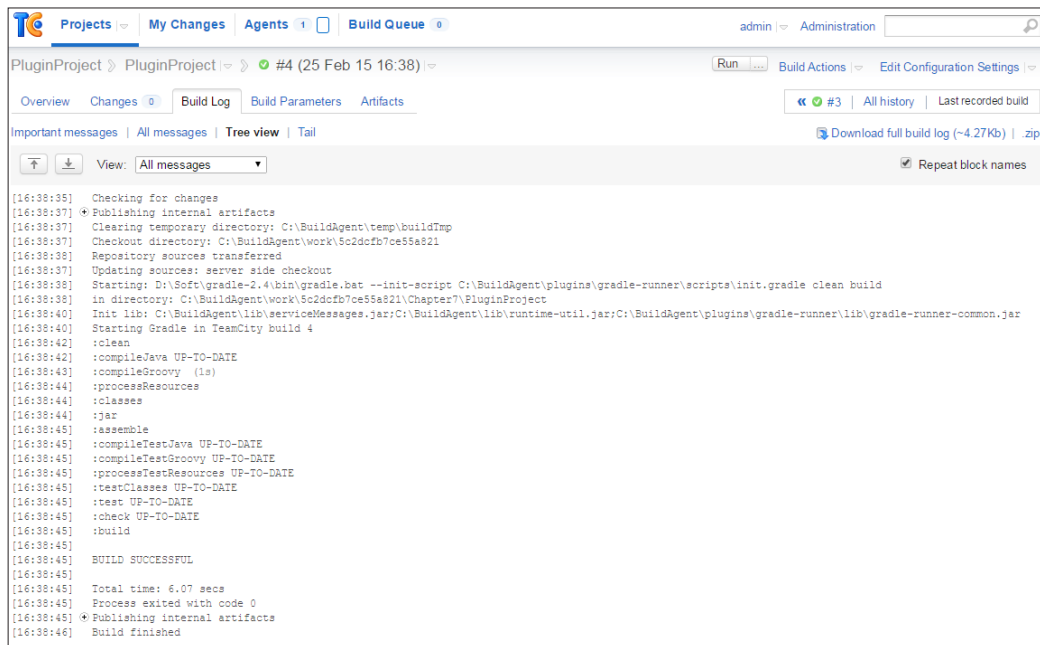 TC Projects My Changes Agents 1 Build Queue 0 admin Administration
PluginProject PluginProject #4 (25 Feb 15 16:38) Run ... Build Actions Edit Configuration Settings
Overview Changes 0 Build Log Build Parameters Artifacts « #3 | All history | Last recorded build
Important messages | All messages | Tree view | Tail Download full build log (~4.27Kb) | .zip
View: All messages Repeat block names
[16:38:35] Checking for changes
[16:38:37] Publishing internal artifacts
[16:38:37] Clearing temporary directory: C:\BuildAgent\temp\buildTmp
[16:38:37] Checkout directory: C:\BuildAgent\work\5c2dcfb7ce55a821
[16:38:38] Repository sources transferred
[16:38:37] Updating sources: server side checkout
[16:38:38] Starting: D:\Soft\gradle-2.4\bin\gradle.bat --init-script C:\BuildAgent\plugins\gradle-runner\scripts\init.gradle clean build
[16:38:38] in directory: C:\BuildAgent\work\5c2dcfb7ce55a821\Chapter7\PluginProject
[16:38:40] Init lib: C:\BuildAgent\lib\serviceMessages.jar;C:\BuildAgent\lib\runtime-util.jar;C:\BuildAgent\plugins\gradle-runner\lib\gradle-runner-common.jar
[16:38:40] Starting Gradle in TeamCity build 4
[16:38:42] :clean
[16:38:42] :compileJava UP-TO-DATE
[16:38:43] :compileGroovy (1s)
[16:38:44] :processResources
[16:38:44] :classes
[16:38:44] :jar
[16:38:45] :assemble
[16:38:45] :compileTestJava UP-TO-DATE
[16:38:45] :compileTestGroovy UP-TO-DATE
[16:38:45] :processTestResources UP-TO-DATE
[16:38:45] :testClasses UP-TO-DATE
[16:38:45] :test UP-TO-DATE
[16:38:45] :check UP-TO-DATE
[16:38:45] :build
[16:38:45]
[16:38:45] BUILD SUCCESSFUL
[16:38:45]
[16:38:45] Total time: 6.07 secs
[16:38:45] Process exited with code 0
[16:38:45] Publishing internal artifacts
[16:38:46] Build finished